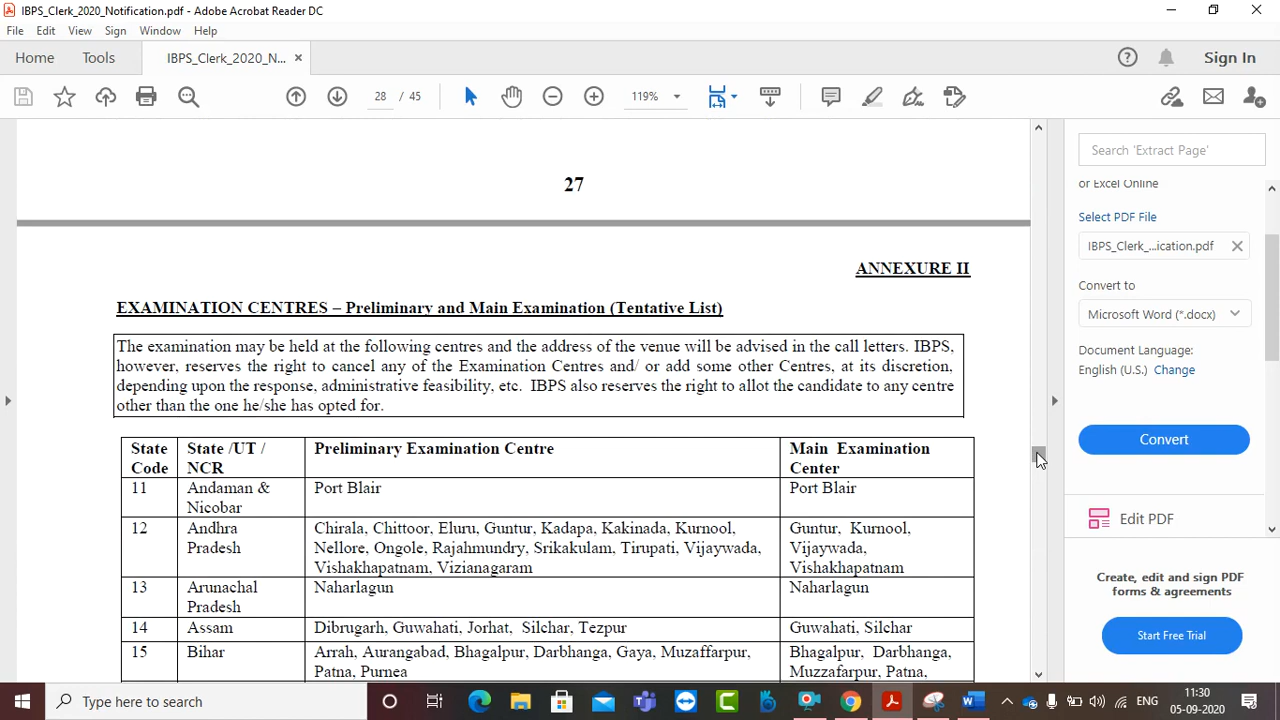 IBPS_Clerk_2020_Notification.pdf - Adobe Acrobat Reader DC
File Edit View Sign Window Help
Home Tools IBPS_Clerk_2020_N... Sign In
28 / 45 119%
27
ANNEXURE II
EXAMINATION CENTRES – Preliminary and Main Examination (Tentative List)
The examination may be held at the following centres and the address of the venue will be advised in the call letters. IBPS,
however, reserves the right to cancel any of the Examination Centres and/ or add some other Centres, at its discretion,
depending upon the response, administrative feasibility, etc. IBPS also reserves the right to allot the candidate to any centre
other than the one he/she has opted for.
State State /UT / Preliminary Examination Centre Main Examination
Code NCR Center
11 Andaman & Port Blair Port Blair
Nicobar
12 Andhra Chirala, Chittoor, Eluru, Guntur, Kadapa, Kakinada, Kurnool, Guntur, Kurnool,
Pradesh Nellore, Ongole, Rajahmundry, Srikakulam, Tirupati, Vijaywada, Vijaywada,
Vishakhapatnam, Vizianagaram Vishakhapatnam
13 Arunachal Naharlagun Naharlagun
Pradesh
14 Assam Dibrugarh, Guwahati, Jorhat, Silchar, Tezpur Guwahati, Silchar
15 Bihar Arrah, Aurangabad, Bhagalpur, Darbhanga, Gaya, Muzaffarpur, Bhagalpur, Darbhanga,
Patna, Purnea Muzzafarpur, Patna,
Search 'Extract Page'
or Excel Online
Select PDF File
IBPS_Clerk_...ication.pdf
Convert to
Microsoft Word (*.docx)
Document Language:
English (U.S.) Change
Convert
Edit PDF
Create, edit and sign PDF
forms & agreements
Start Free Trial
Type here to search
ENG
11:30
05-09-2020